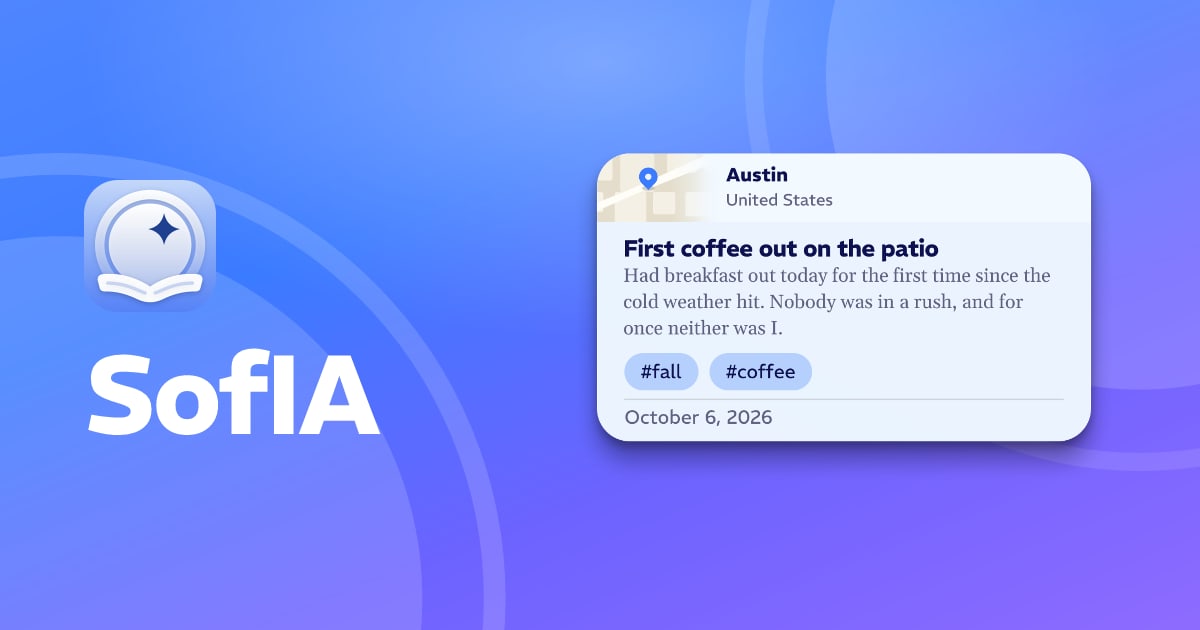 SofIA
Austin
United States
First coffee out on the patio
Had breakfast out today for the first time since the
cold weather hit. Nobody was in a rush, and for
once neither was I.
#fall #coffee
October 6, 2026